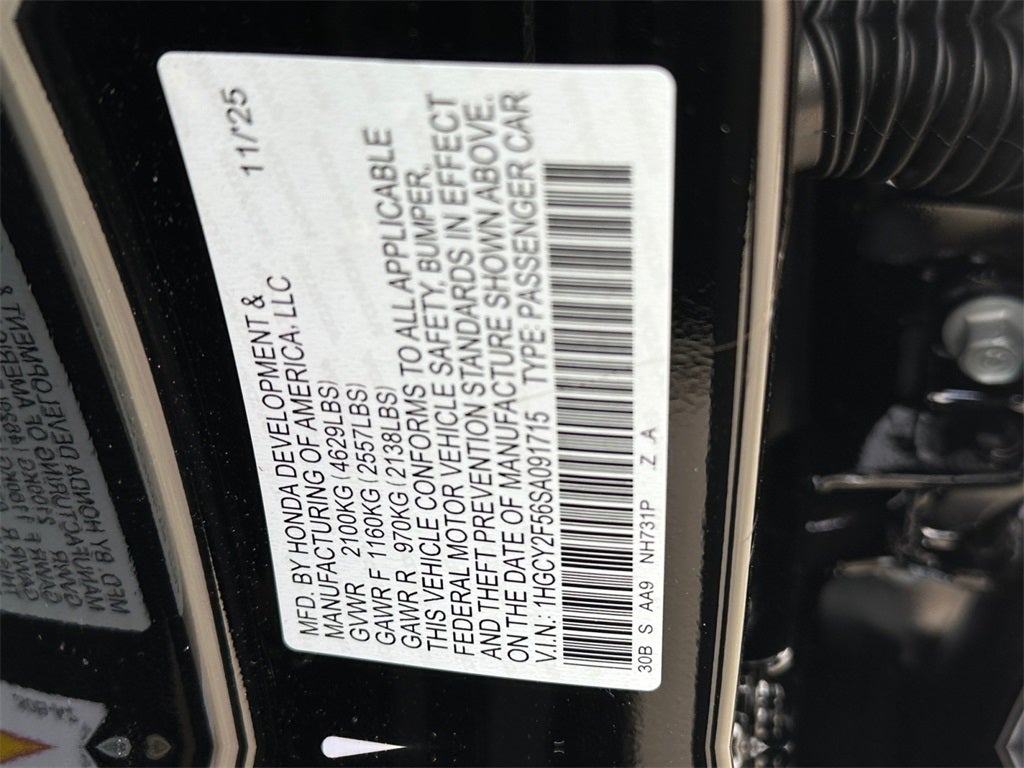 MFD. BY HONDA DEVELOPMENT & 11/25
MANUFACTURING OF AMERICA, LLC
GVWR 2100KG (4629LBS)
GAWR F 1160KG (2557LBS)
GAWR R 970KG (2138LBS)
THIS VEHICLE CONFORMS TO ALL APPLICABLE
FEDERAL MOTOR VEHICLE SAFETY, BUMPER,
AND THEFT PREVENTION STANDARDS IN EFFECT
ON THE DATE OF MANUFACTURE SHOWN ABOVE.
V.I.N.: 1HGCY2F56SA091715 TYPE: PASSENGER CAR
30B S AA9 NH731P Z A